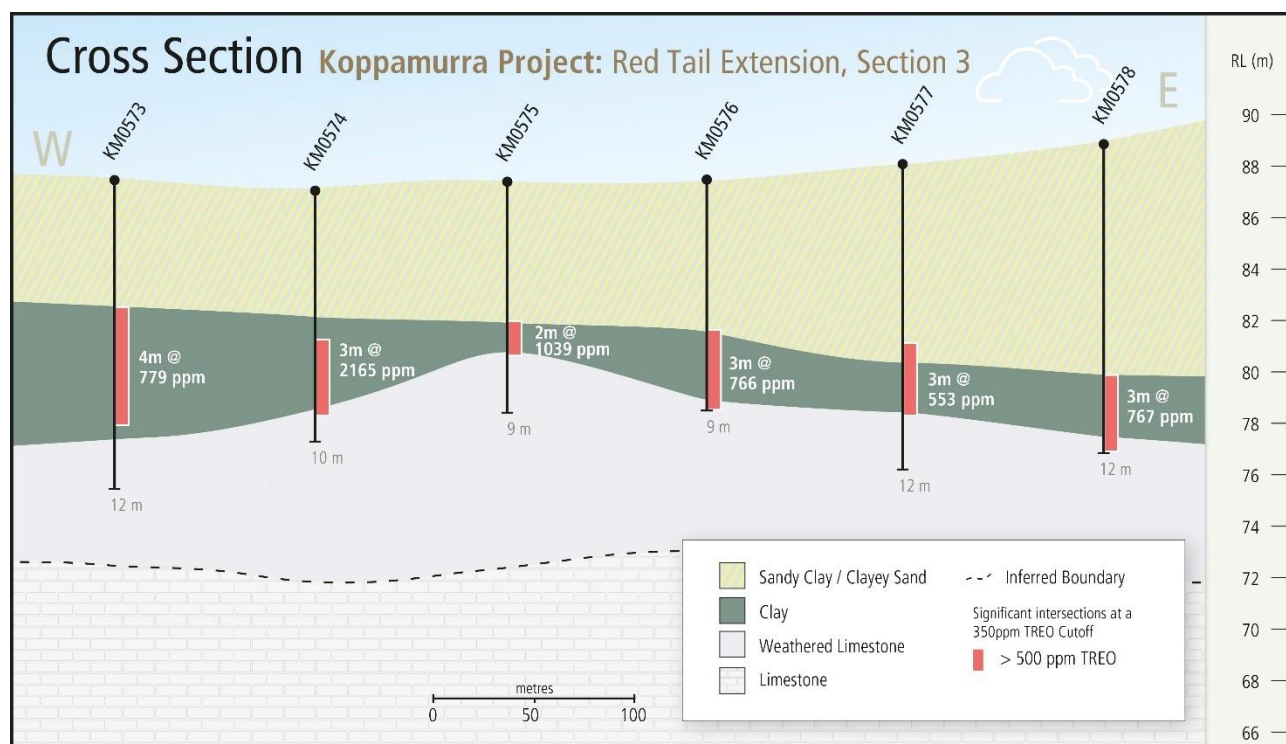 Cross Section Koppamurra Project: Red Tail Extension, Section 3
RL (m)
W
E
KM0573
KM0574
KM0575
KM0576
KM0577
KM0578
90
88
86
84
82
80
78
76
74
72
70
68
66
4m @
779 ppm
3m @
2165 ppm
2m @
1039 ppm
3m @
766 ppm
3m @
553 ppm
3m @
767 ppm
12 m
10 m
9 m
9 m
12 m
12 m
Sandy Clay / Clayey Sand
Clay
Weathered Limestone
Limestone
Inferred Boundary
Significant intersections at a
350ppm TREO Cutoff
> 500 ppm TREO
metres
0 50 100